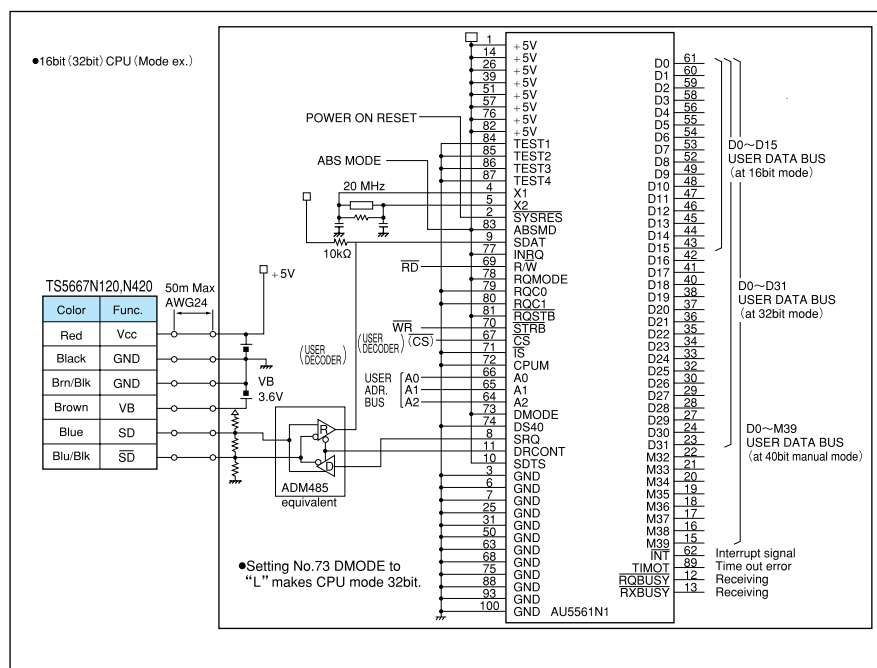 ●16bit (32bit) CPU (Mode ex.)
POWER ON RESET
ABS MODE
20 MHz
10kΩ
+5V
RD
WR
(USER DECODER)
(USER DECODER)
(CS)
USER ADR. BUS
A0
A1
A2
TS5667N120,N420
Color Func.
Red Vcc
Black GND
Brn/Blk GND
Brown VB
Blue SD
Blu/Blk SD
50m Max
AWG24
VB
3.6V
R
D
ADM485
equivalent
●Setting No.73 DMODE to
“L” makes CPU mode 32bit.
1 +5V
14 +5V
26 +5V
39 +5V
51 +5V
57 +5V
76 +5V
82 +5V
84 TEST1
85 TEST2
86 TEST3
87 TEST4
4 X1
5 X2
2 SYSRES
83 ABSMD
9 SDAT
77 INRQ
69 R/W
78 RQMODE
79 RQC0
80 RQC1
81 RQSTB
70 STRB
67 CS
71 IS
72 CPUM
66 A0
65 A1
64 A2
73 DMODE
74 DS40
8 SRQ
11 DRCONT
10 SDTS
3 GND
6 GND
7 GND
25 GND
31 GND
50 GND
63 GND
68 GND
75 GND
88 GND
93 GND
100 GND
AU5561N1
D0 61
D1 60
D2 59
D3 58
D4 56
D5 55
D6 54
D7 53
D8 52
D9 49
D10 48
D11 47
D12 46
D13 45
D14 44
D15 43
D16 42
D17 41
D18 40
D19 38
D20 37
D21 36
D22 35
D23 34
D24 33
D25 32
D26 30
D27 29
D28 28
D29 27
D30 24
D31 23
M32 22
M33 21
M34 20
M35 19
M36 18
M37 17
M38 16
M39 15
INT 62 Interrupt signal
TIMOT 89 Time out error
RQBUSY 12 Receiving
RXBUSY 13 Receiving
D0～D15
USER DATA BUS
(at 16bit mode)
D0～D31
USER DATA BUS
(at 32bit mode)
D0～M39
USER DATA BUS
(at 40bit manual mode)